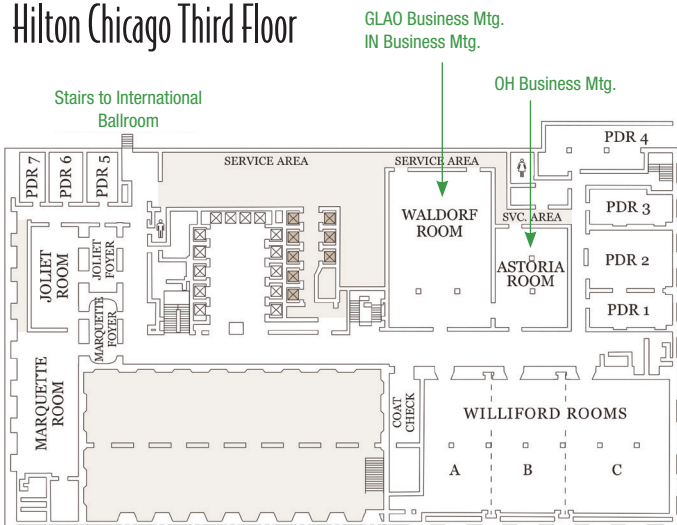 Hilton Chicago Third Floor
GLAO Business Mtg.
IN Business Mtg.
OH Business Mtg.
Stairs to International
Ballroom
PDR 7
PDR 6
PDR 5
SERVICE AREA
SERVICE AREA
PDR 4
WALDORF
ROOM
SVC. AREA
PDR 3
JOLIET
ROOM
JOLIET
FOYER
ASTORIA
ROOM
PDR 2
PDR 1
MARQUETTE
FOYER
MARQUETTE
ROOM
COAT
CHECK
WILLIFORD ROOMS
A
B
C